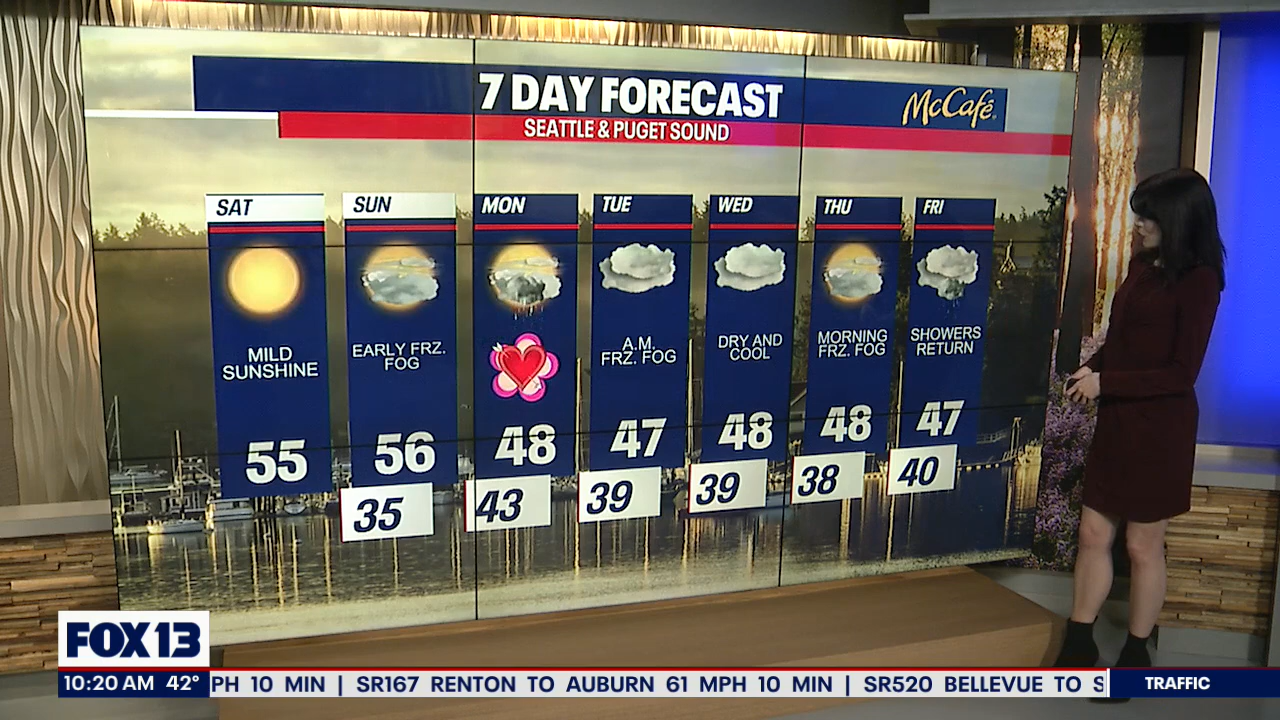 7 DAY FORECAST
McCafé
SEATTLE & PUGET SOUND
SAT
MILD
SUNSHINE
55
SUN
EARLY FRZ.
FOG
56
35
MON
48
43
TUE
A.M.
FRZ. FOG
47
39
WED
DRY AND
COOL
48
39
THU
MORNING
FRZ. FOG
48
38
FRI
SHOWERS
RETURN
47
40
FOX 13
10:20 AM 42°
PH 10 MIN | SR167 RENTON TO AUBURN 61 MPH 10 MIN | SR520 BELLEVUE TO S
TRAFFIC